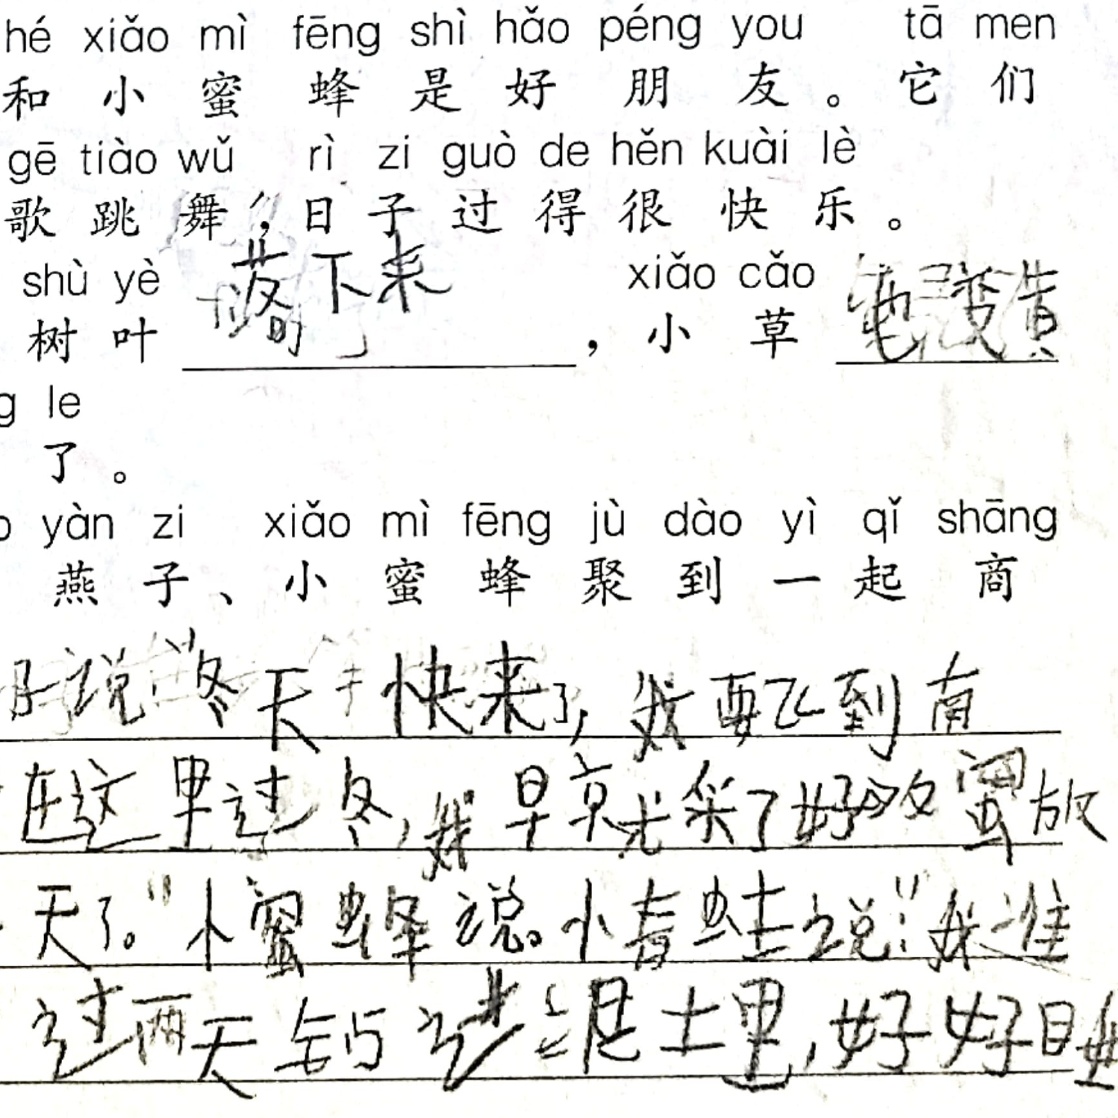 hé xiǎo mì fēng shì hǎo péng you tā men
和小蜜蜂是好朋友。它们
gē tiào wǔ rì zi guò de hěn kuài lè
歌跳舞,日子过得很快乐。
shù yè xiǎo cǎo
树叶落下来,小草变黄
g le
了。
yàn zi xiǎo mì fēng jù dào yì qǐ shāng
燕子、小蜜蜂聚到一起商
说冬天快来了,我要飞到南
在这里过冬,我早京尤采了好多蜜放
天了。"小蜜蜂说。小青蛙说:"我准
过两天钻进泥土里,好好